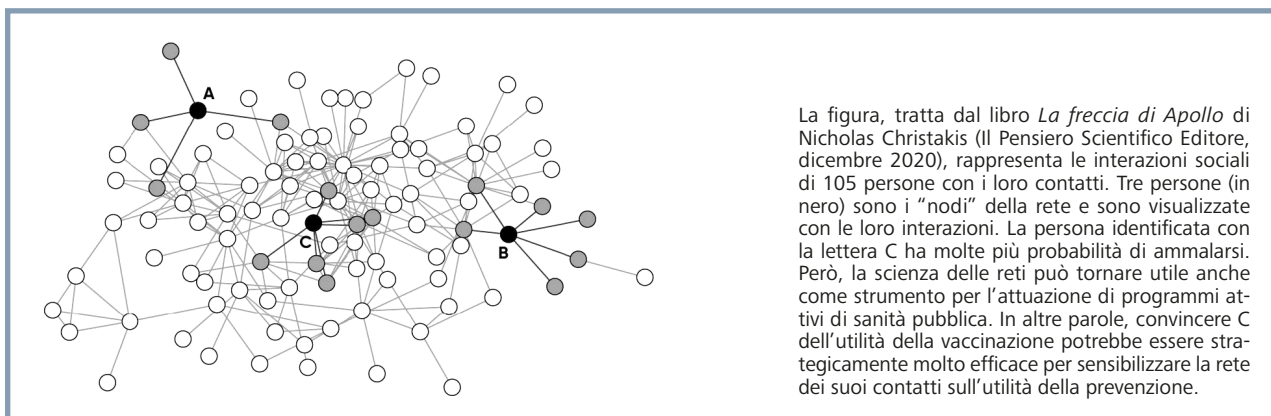 A
C
B
La figura, tratta dal libro La freccia di Apollo di
Nicholas Christakis (Il Pensiero Scientifico Editore,
dicembre 2020), rappresenta le interazioni sociali
di 105 persone con i loro contatti. Tre persone (in
nero) sono i “nodi” della rete e sono visualizzate
con le loro interazioni. La persona identificata con
la lettera C ha molte più probabilità di ammalarsi.
Però, la scienza delle reti può tornare utile anche
come strumento per l’attuazione di programmi at-
tivi di sanità pubblica. In altre parole, convincere C
dell’utilità della vaccinazione potrebbe essere stra-
tegicamente molto efficace per sensibilizzare la rete
dei suoi contatti sull’utilità della prevenzione.